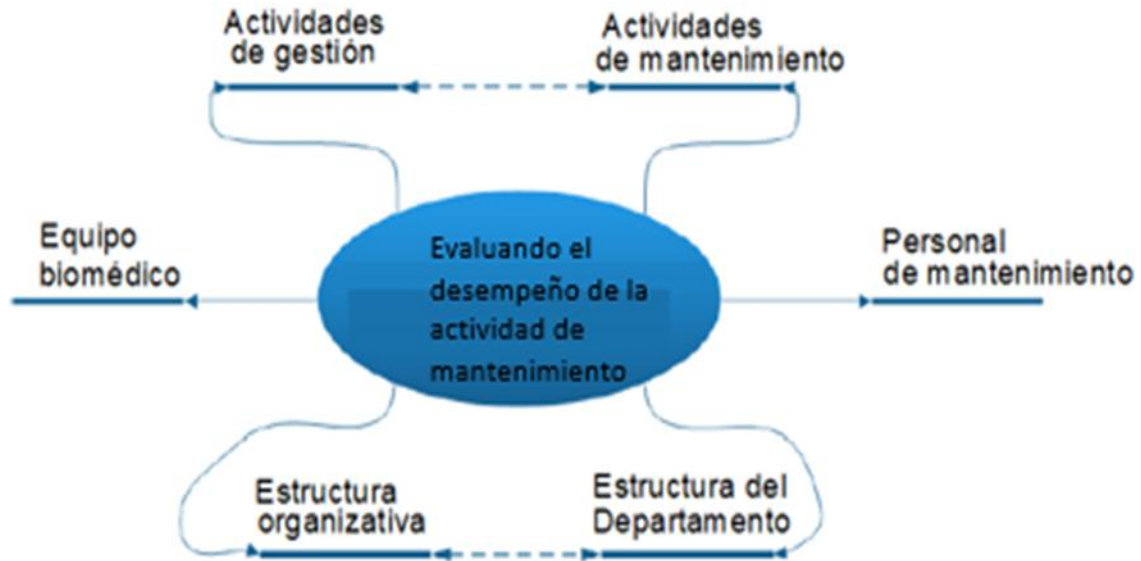 Actividades
de gestión
Actividades
de mantenimiento
Equipo
biomédico
Evaluando el
desempeño de la
actividad de
mantenimiento
Personal
de mantenimiento
Estructura
organizativa
Estructura del
Departamento